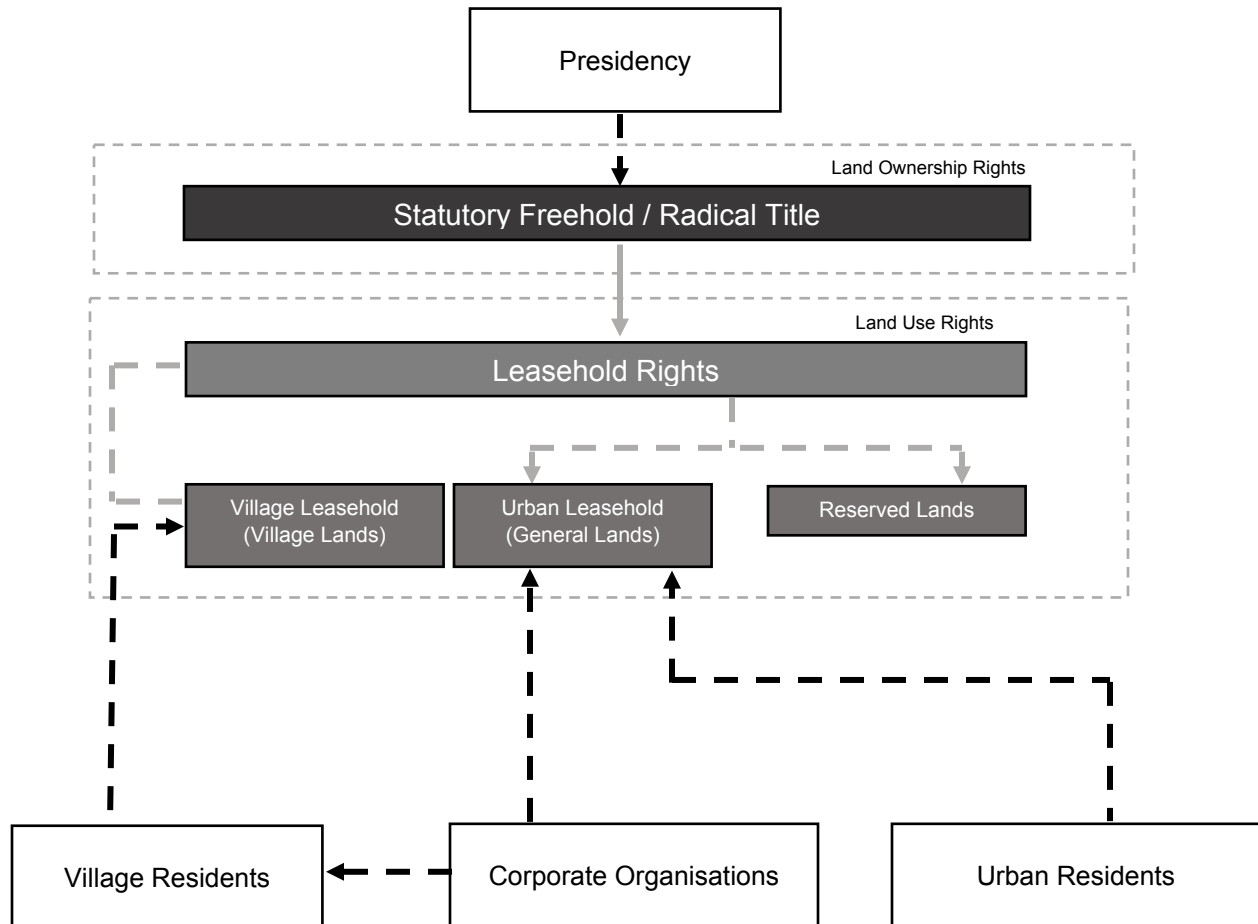 Presidency
Land Ownership Rights
Statutory Freehold / Radical Title
Land Use Rights
Leasehold Rights
Village Leasehold
(Village Lands)
Urban Leasehold
(General Lands)
Reserved Lands
Village Residents
Corporate Organisations
Urban Residents